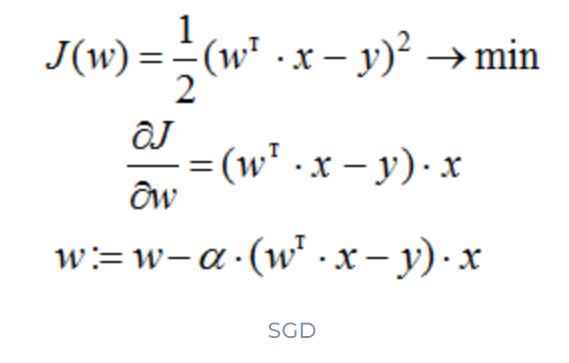 J(w) = 1/2 (wᵀ · x − y)² → min
∂J/∂w = (wᵀ · x − y) · x
w := w − α · (wᵀ · x − y) · x
SGD